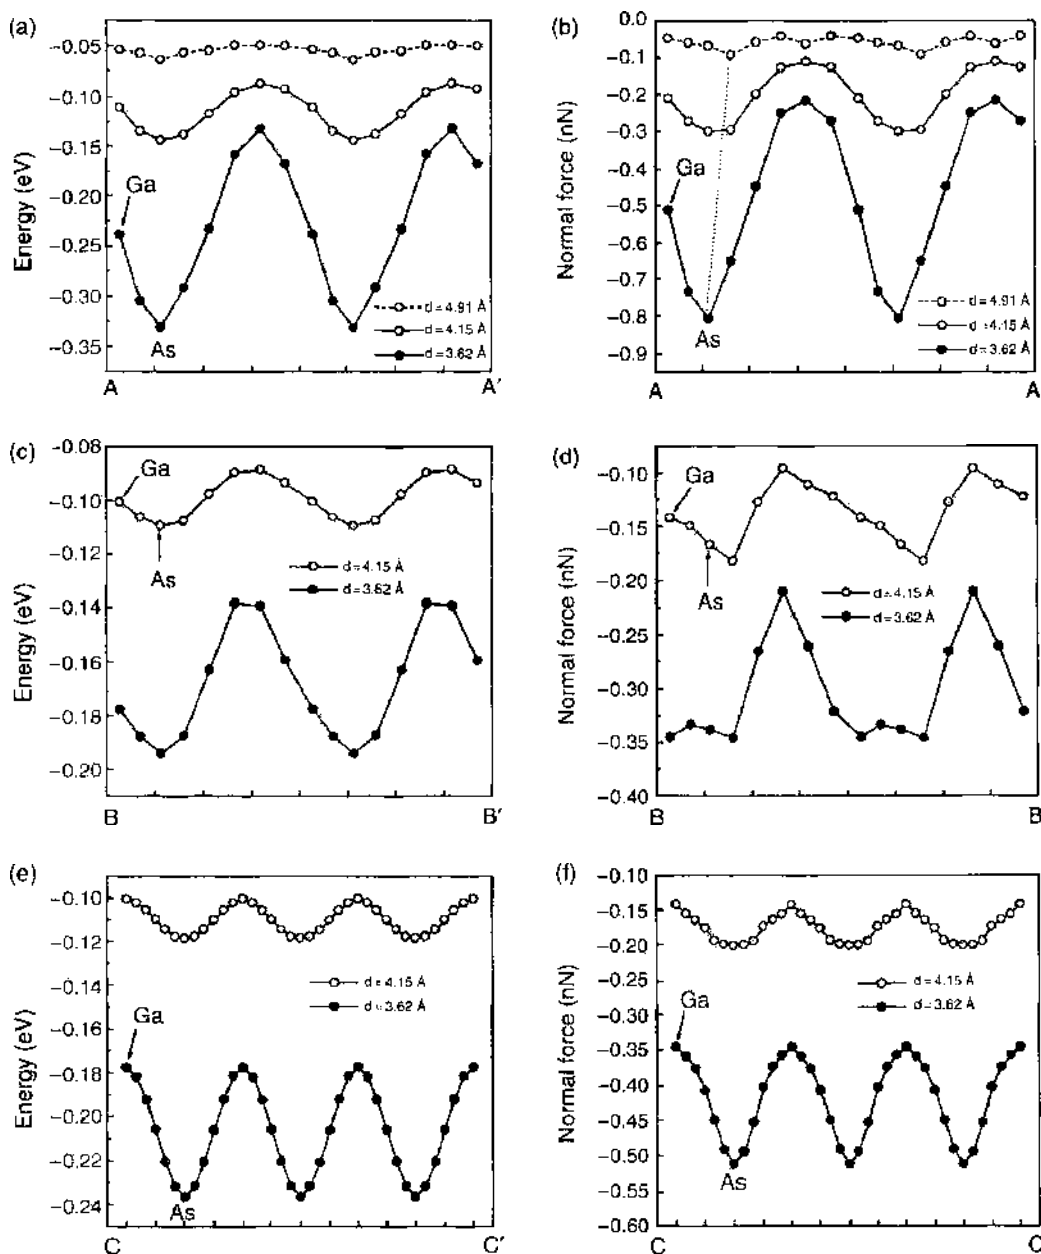 (a)
−0.05
−0.10
−0.15
−0.20
−0.25
−0.30
−0.35
Energy (eV)
Ga
As
d=4.91 Å
d=4.15 Å
d=3.62 Å
A
A′
(b)
0.0
−0.1
−0.2
−0.3
−0.4
−0.5
−0.6
−0.7
−0.8
−0.9
Normal force (nN)
Ga
As
d=4.91 Å
d=4.15 Å
d=3.62 Å
A
A
(c)
−0.08
−0.10
−0.12
−0.14
−0.16
−0.18
−0.20
Energy (eV)
Ga
As
d=4.15 Å
d=3.62 Å
B
B′
(d)
−0.10
−0.15
−0.20
−0.25
−0.30
−0.35
−0.40
Normal force (nN)
Ga
As
d=4.15 Å
d=3.62 Å
B
B
(e)
−0.10
−0.12
−0.14
−0.16
−0.18
−0.20
−0.22
−0.24
Energy (eV)
Ga
As
d=4.15 Å
d=3.62 Å
C
C′
(f)
−0.10
−0.15
−0.20
−0.25
−0.30
−0.35
−0.40
−0.45
−0.50
−0.55
−0.60
Normal force (nN)
Ga
As
d=4.15 Å
d=3.62 Å
C
C